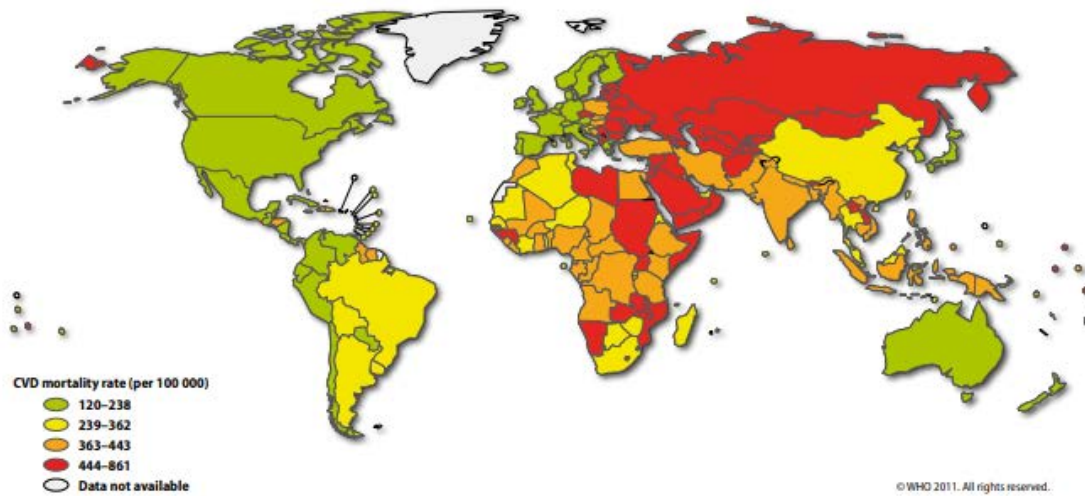 CVD mortality rate (per 100 000)
120–238
239–362
363–443
444–861
Data not available
© WHO 2011. All rights reserved.